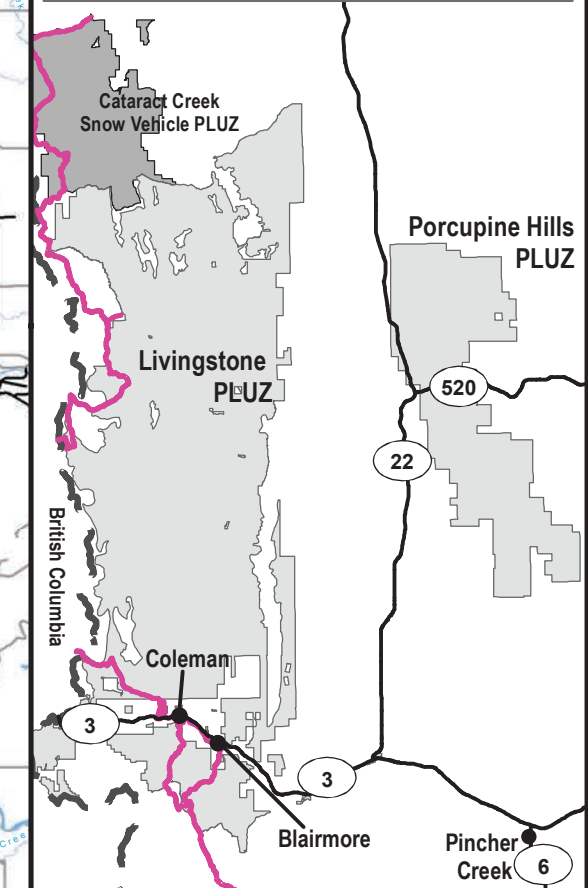 Cataract Creek
Snow Vehicle PLUZ
Porcupine Hills
PLUZ
Livingstone
PLUZ
520
22
British Columbia
Coleman
3
3
Blairmore
Pincher
Creek
6
Cree